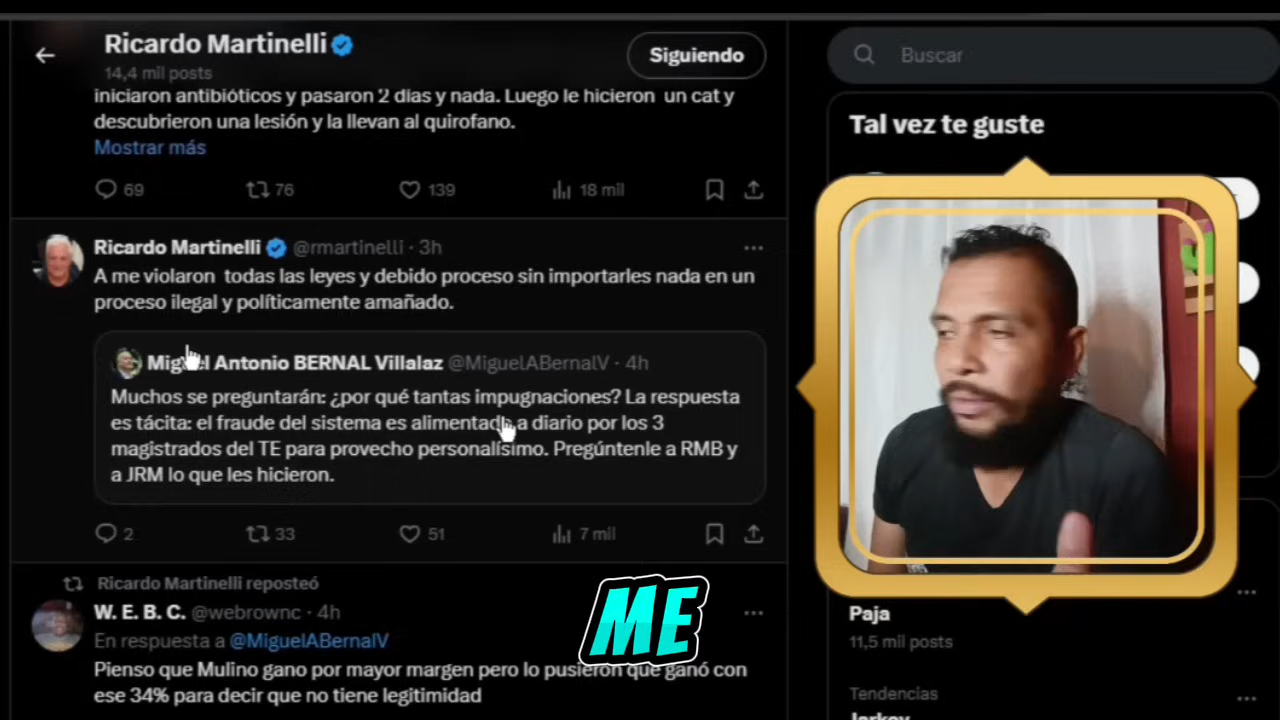 Ricardo Martinelli
14,4 mil posts
Siguiendo
Buscar
iniciaron antibióticos y pasaron 2 días y nada. Luego le hicieron un cat y
descubrieron una lesión y la llevan al quirofano.
Mostrar más
69 76 139 18 mil
Tal vez te guste
Ricardo Martinelli @rmartinelli · 3h
A me violaron todas las leyes y debido proceso sin importarles nada en un
proceso ilegal y políticamente amañado.
Miguel Antonio BERNAL Villalaz @MiguelABernalV · 4h
Muchos se preguntarán: ¿por qué tantas impugnaciones? La respuesta
es tácita: el fraude del sistema es alimentado a diario por los 3
magistrados del TE para provecho personalísimo. Pregúntenle a RMB y
a JRM lo que les hicieron.
2 33 51 7 mil
Ricardo Martinelli reposteó
W. E. B. C. @webrownc · 4h
En respuesta a @MiguelABernalV
Pienso que Mulino gano por mayor margen pero lo pusieron que ganó con
ese 34% para decir que no tiene legitimidad
ME
Paja
11,5 mil posts
Tendencias